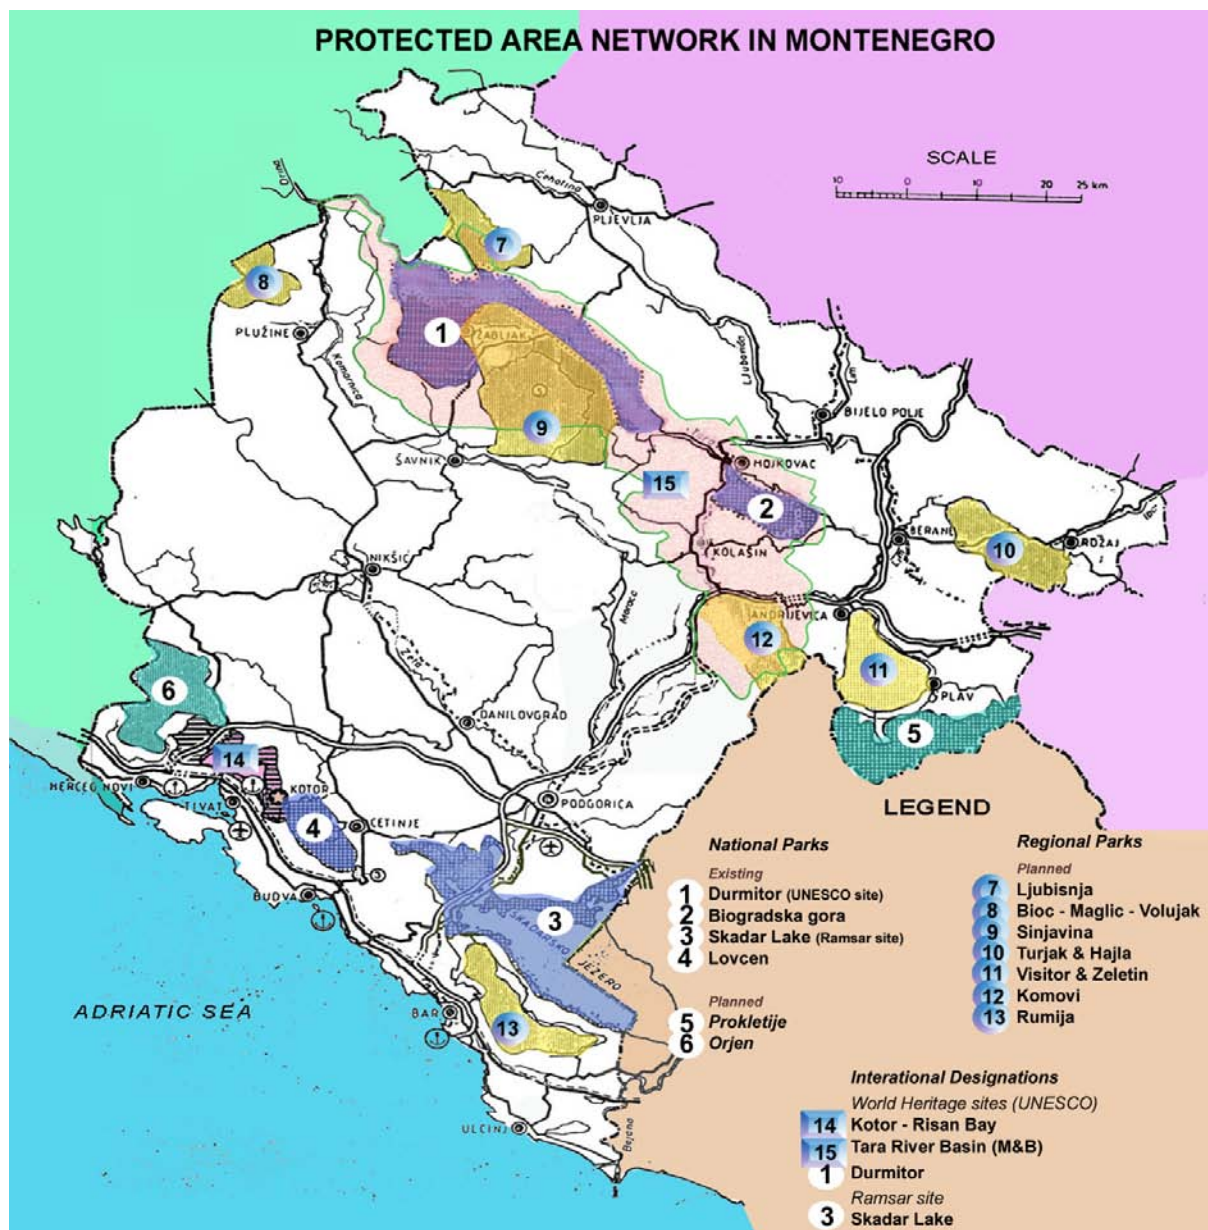 PROTECTED AREA NETWORK IN MONTENEGRO
SCALE
10 0 10 20 25 km
Drina
Cehotina
PLJEVLJA
7
8
PLUŽINE
1
ŽABLJAK
Komarnica
Ljubovida
Lim
BIJELO POLJE
9
ŠAVNIK
Tara
MOJKOVAC
15
2
BERANE
ROŽAJ
Ibar
10
KOLAŠIN
NIKŠIĆ
Morača
ANDRIJEVICA
12
11
Zeta
6
PLAV
DANILOVGRAD
5
14
HERCEG NOVI
KOTOR
TIVAT
PODGORICA
4
CETINJE
BUDVA
3
SKADARSKO JEZERO
ADRIATIC SEA
BAR
13
ULCINJ
Bojana
LEGEND
National Parks
Existing
1 Durmitor (UNESCO site)
2 Biogradska gora
3 Skadar Lake (Ramsar site)
4 Lovcen
Planned
5 Prokletije
6 Orjen
Regional Parks
Planned
7 Ljubisnja
8 Bioc - Maglic - Volujak
9 Sinjavina
10 Turjak & Hajla
11 Visitor & Zeletin
12 Komovi
13 Rumija
Interational Designations
World Heritage sites (UNESCO)
14 Kotor - Risan Bay
15 Tara River Basin (M&B)
1 Durmitor
Ramsar site
3 Skadar Lake